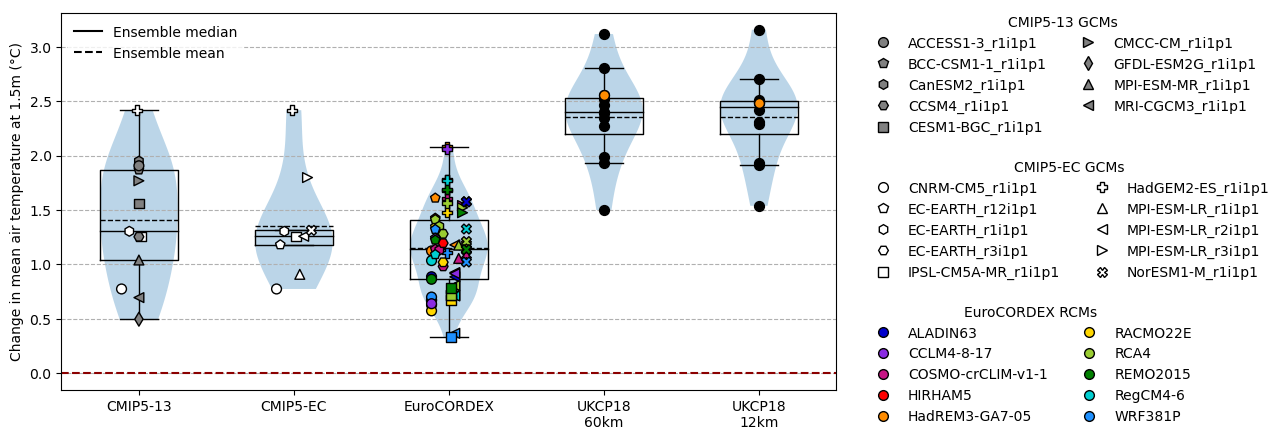 Change in mean air temperature at 1.5m (°C)
3.0
2.5
2.0
1.5
1.0
0.5
0.0
Ensemble median
Ensemble mean
CMIP5-13
CMIP5-EC
EuroCORDEX
UKCP18
60km
UKCP18
12km
CMIP5-13 GCMs
ACCESS1-3_r1i1p1
BCC-CSM1-1_r1i1p1
CanESM2_r1i1p1
CCSM4_r1i1p1
CESM1-BGC_r1i1p1
CMCC-CM_r1i1p1
GFDL-ESM2G_r1i1p1
MPI-ESM-MR_r1i1p1
MRI-CGCM3_r1i1p1
CMIP5-EC GCMs
CNRM-CM5_r1i1p1
EC-EARTH_r12i1p1
EC-EARTH_r1i1p1
EC-EARTH_r3i1p1
IPSL-CM5A-MR_r1i1p1
HadGEM2-ES_r1i1p1
MPI-ESM-LR_r1i1p1
MPI-ESM-LR_r2i1p1
MPI-ESM-LR_r3i1p1
NorESM1-M_r1i1p1
EuroCORDEX RCMs
ALADIN63
CCLM4-8-17
COSMO-crCLIM-v1-1
HIRHAM5
HadREM3-GA7-05
RACMO22E
RCA4
REMO2015
RegCM4-6
WRF381P